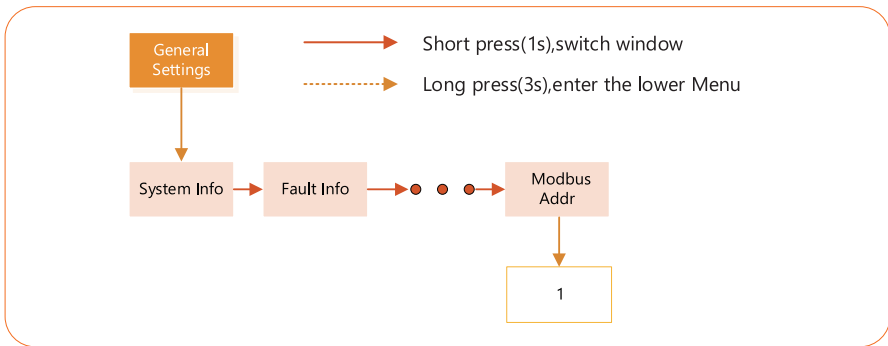 General
Settings
Short press(1s),switch window
Long press(3s),enter the lower Menu
System Info
Fault Info
Modbus
Addr
1